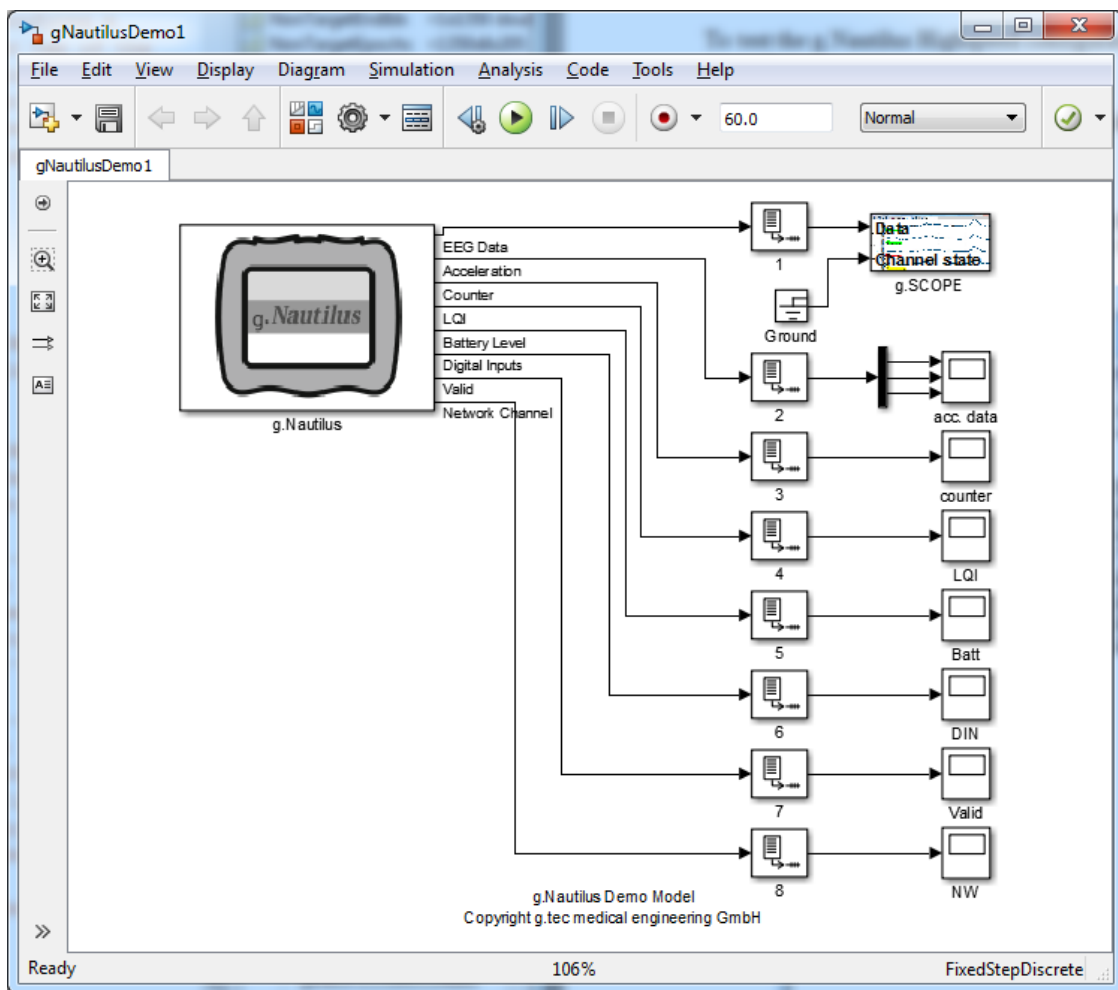 gNautilusDemo1
File Edit View Display Diagram Simulation Analysis Code Tools Help
60.0
Normal
gNautilusDemo1
g.Nautilus
g.Nautilus
EEG Data
Acceleration
Counter
LQI
Battery Level
Digital Inputs
Valid
Network Channel
1
Data
Channel state
g.SCOPE
Ground
2
acc. data
3
counter
4
LQI
5
Batt
6
DIN
7
Valid
8
NW
g.Nautilus Demo Model
Copyright g.tec medical engineering GmbH
Ready
106%
FixedStepDiscrete